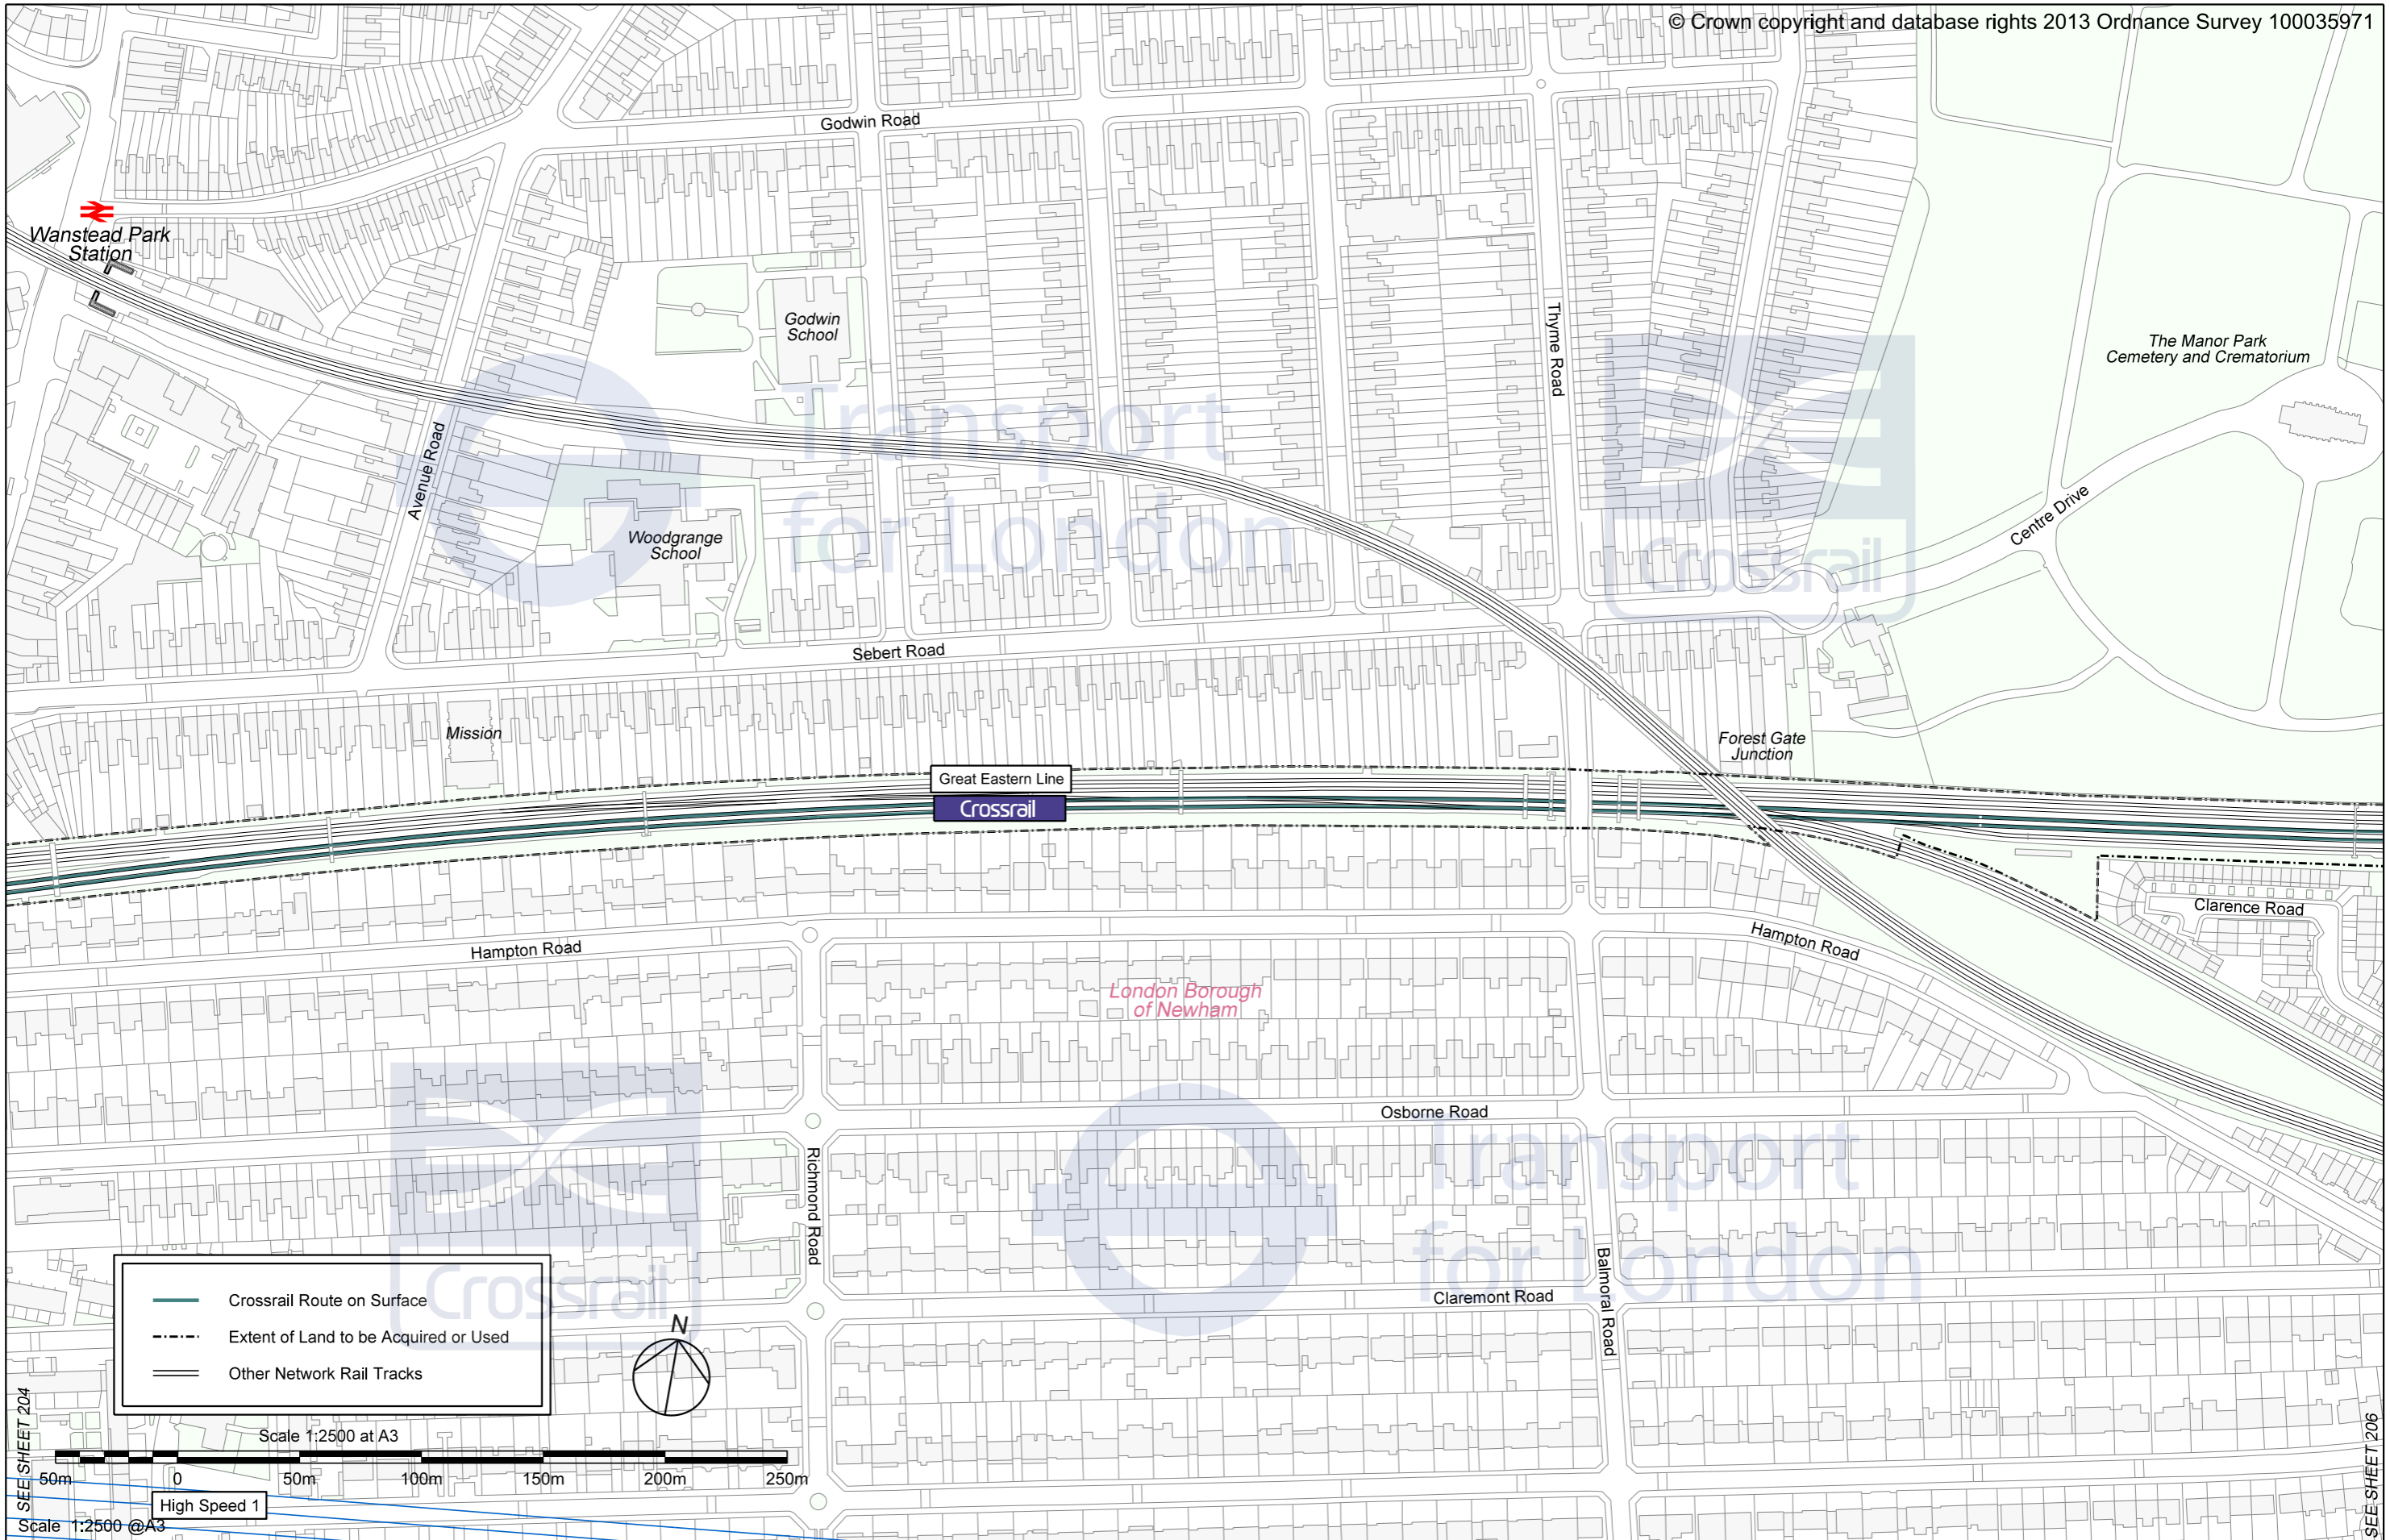 © Crown copyright and database rights 2013 Ordnance Survey 100035971
Godwin Road
Wanstead Park
Station
Godwin
School
Thyme Road
The Manor Park
Cemetery and Crematorium
Transport
for London
Crossrail
Avenue Road
Woodgrange
School
Centre Drive
Sebert Road
Mission
Forest Gate
Junction
Great Eastern Line
Crossrail
Clarence Road
Hampton Road
Hampton Road
London Borough
of Newham
Osborne Road
Transport
for London
Richmond Road
Balmoral Road
Crossrail
Claremont Road
Crossrail Route on Surface
Extent of Land to be Acquired or Used
Other Network Rail Tracks
N
SEE SHEET 204
SEE SHEET 206
Scale 1:2500 at A3
50m 0 50m 100m 150m 200m 250m
High Speed 1
Scale 1:2500 @A3